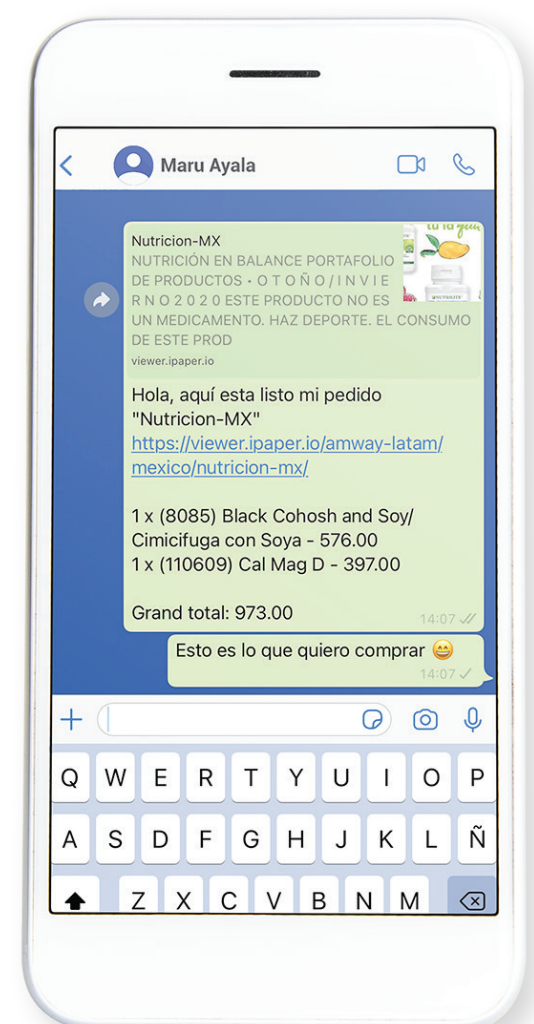 Maru Ayala
Nutricion-MX
NUTRICIÓN EN BALANCE PORTAFOLIO
DE PRODUCTOS • O T O Ñ O / I N V I E
R N O 2 0 2 0 ESTE PRODUCTO NO ES
UN MEDICAMENTO. HAZ DEPORTE. EL CONSUMO
DE ESTE PROD
viewer.ipaper.io
Hola, aquí esta listo mi pedido
"Nutricion-MX"
https://viewer.ipaper.io/amway-latam/
mexico/nutricion-mx/
1 x (8085) Black Cohosh and Soy/
Cimicifuga con Soya - 576.00
1 x (110609) Cal Mag D - 397.00
Grand total: 973.00
14:07
Esto es lo que quiero comprar 😄
14:07
Q W E R T Y U I O P
A S D F G H J K L Ñ
Z X C V B N M